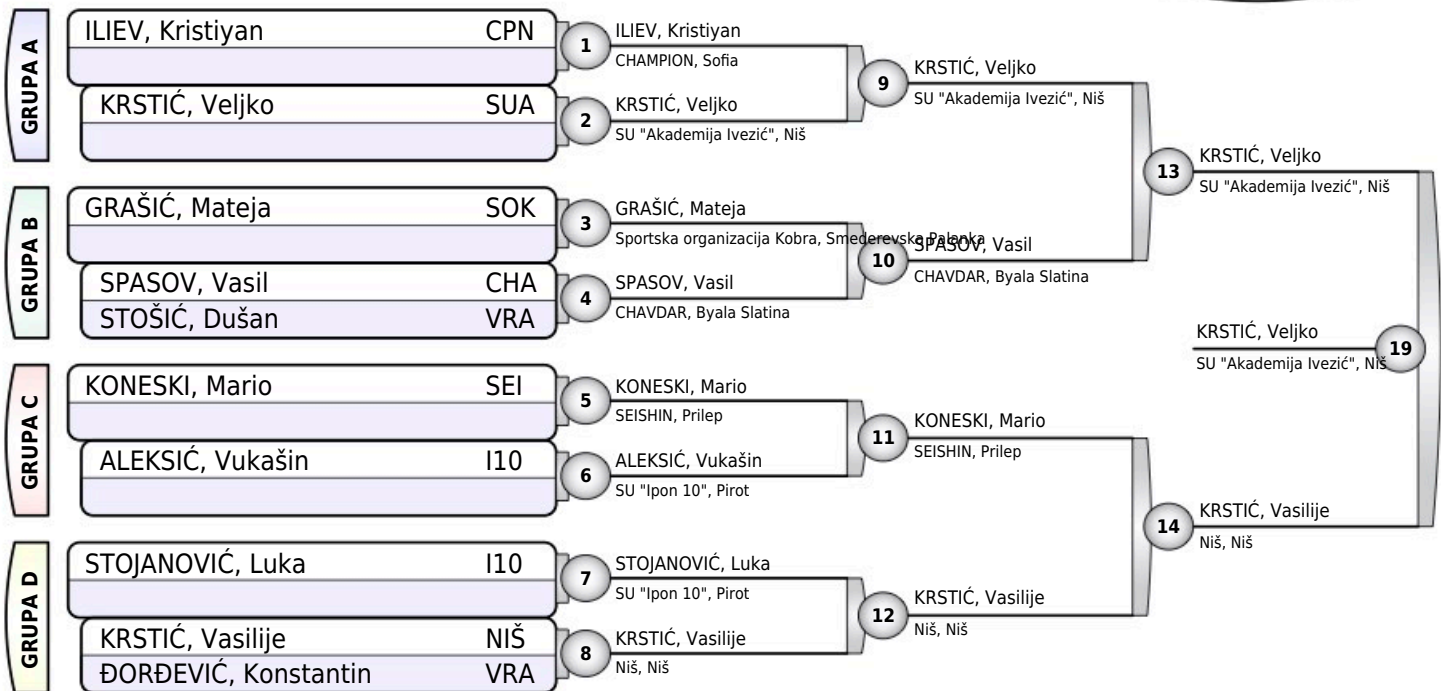 GRUPA A
ILIEV, Kristiyan CPN
KRSTIĆ, Veljko SUA
GRUPA B
GRAŠIĆ, Mateja SOK
SPASOV, Vasil CHA
STOŠIĆ, Dušan VRA
GRUPA C
KONESKI, Mario SEI
ALEKSIĆ, Vukašin I10
GRUPA D
STOJANOVIĆ, Luka I10
KRSTIĆ, Vasilije NIŠ
ĐORĐEVIĆ, Konstantin VRA
1 ILIEV, Kristiyan
CHAMPION, Sofia
2 KRSTIĆ, Veljko
SU "Akademija Ivezić", Niš
3 GRAŠIĆ, Mateja
Sportska organizacija Kobra, Smederevska Palanka
4 SPASOV, Vasil
CHAVDAR, Byala Slatina
5 KONESKI, Mario
SEISHIN, Prilep
6 ALEKSIĆ, Vukašin
SU "Ipon 10", Pirot
7 STOJANOVIĆ, Luka
SU "Ipon 10", Pirot
8 KRSTIĆ, Vasilije
Niš, Niš
9 KRSTIĆ, Veljko
SU "Akademija Ivezić", Niš
10 SPASOV, Vasil
CHAVDAR, Byala Slatina
11 KONESKI, Mario
SEISHIN, Prilep
12 KRSTIĆ, Vasilije
Niš, Niš
13 KRSTIĆ, Veljko
SU "Akademija Ivezić", Niš
14 KRSTIĆ, Vasilije
Niš, Niš
KRSTIĆ, Veljko 19
SU "Akademija Ivezić", Niš